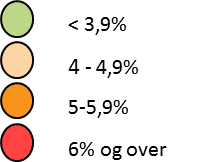 < 3,9%
4 - 4,9%
5-5,9%
6% og over